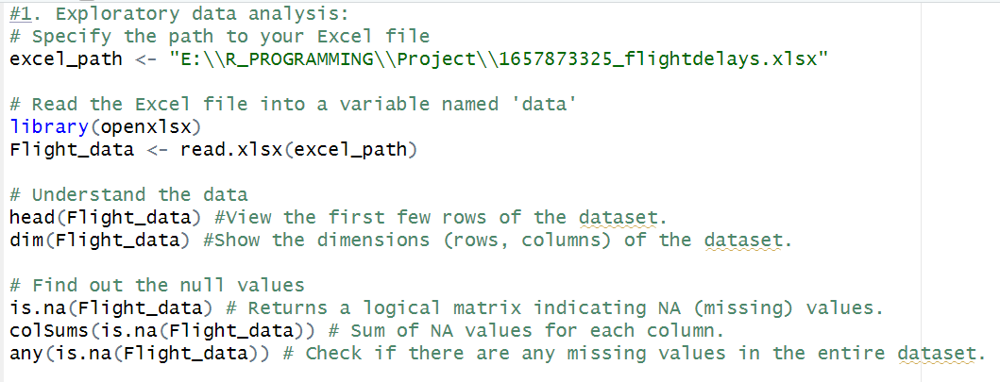 #1. Exploratory data analysis:
# Specify the path to your Excel file
excel_path <- "E:\\R_PROGRAMMING\\Project\\1657873325_flightdelays.xlsx"
# Read the Excel file into a variable named 'data'
library(openxlsx)
Flight_data <- read.xlsx(excel_path)
# Understand the data
head(Flight_data) #View the first few rows of the dataset.
dim(Flight_data) #Show the dimensions (rows, columns) of the dataset.
# Find out the null values
is.na(Flight_data) # Returns a logical matrix indicating NA (missing) values.
colSums(is.na(Flight_data)) # Sum of NA values for each column.
any(is.na(Flight_data)) # Check if there are any missing values in the entire dataset.